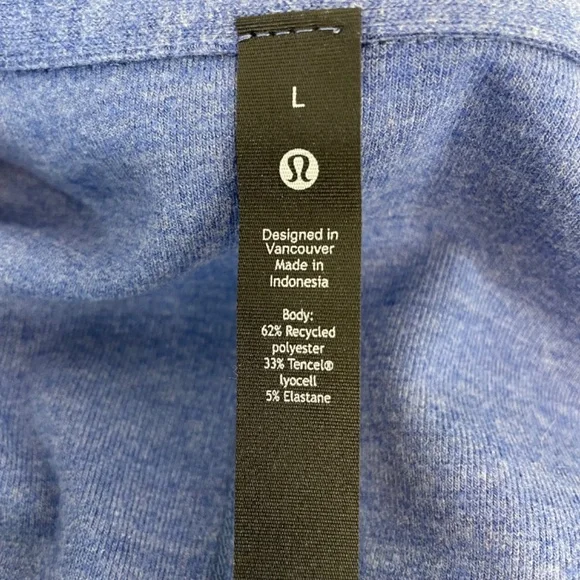 L
Designed in
Vancouver
Made in
Indonesia
Body:
62% Recycled
polyester
33% Tencel®
lyocell
5% Elastane